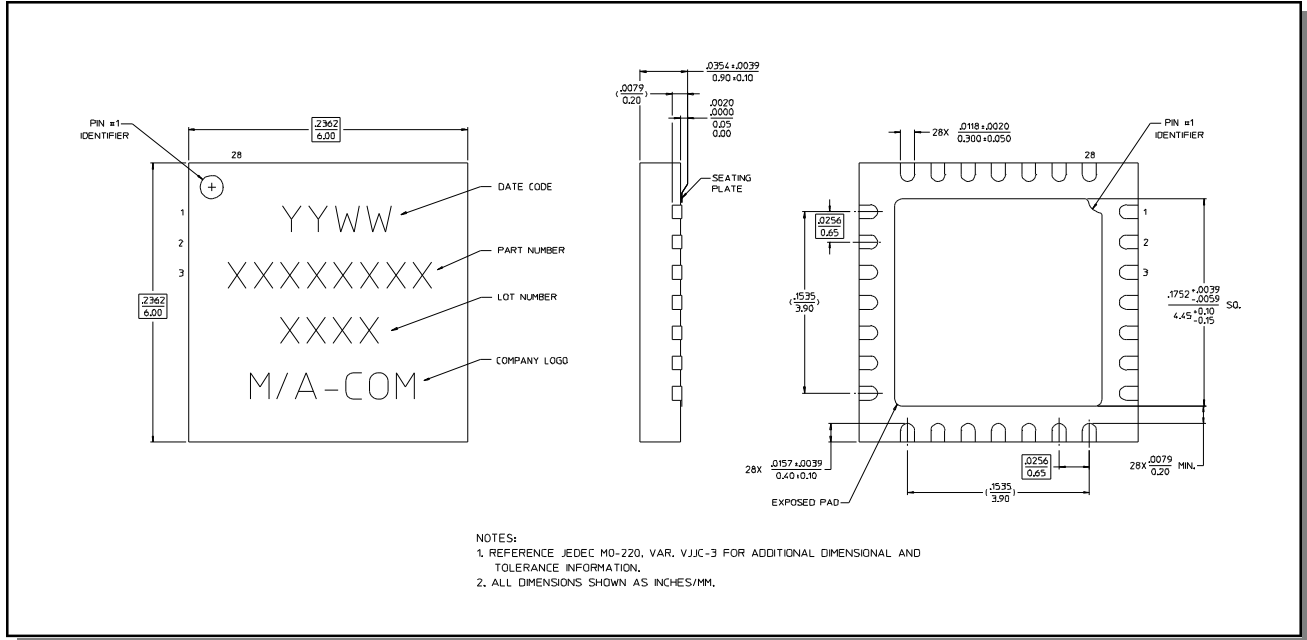 PIN #1
IDENTIFIER
.2362
6.00
28
1
2
3
.2362
6.00
YYWW
XXXXXXXX
XXXX
M/A-COM
DATE CODE
PART NUMBER
LOT NUMBER
COMPANY LOGO
.0354±.0039
0.90±0.10
(.0079
0.20)
.0020
.0000
0.05
0.00
SEATING
PLATE
28X .0118±.0020
0.300±0.050
28
PIN #1
IDENTIFIER
1
2
3
.0256
0.65
(.1535
3.90)
.1752 +.0039
-.0059
4.45 +0.10
-0.15
SQ.
28X .0157±.0039
0.40±0.10
.0256
0.65
(.1535
3.90)
28X .0079 MIN.
0.20
EXPOSED PAD
NOTES:
1. REFERENCE JEDEC MO-220, VAR. VJJC-3 FOR ADDITIONAL DIMENSIONAL AND
TOLERANCE INFORMATION.
2. ALL DIMENSIONS SHOWN AS INCHES/MM.